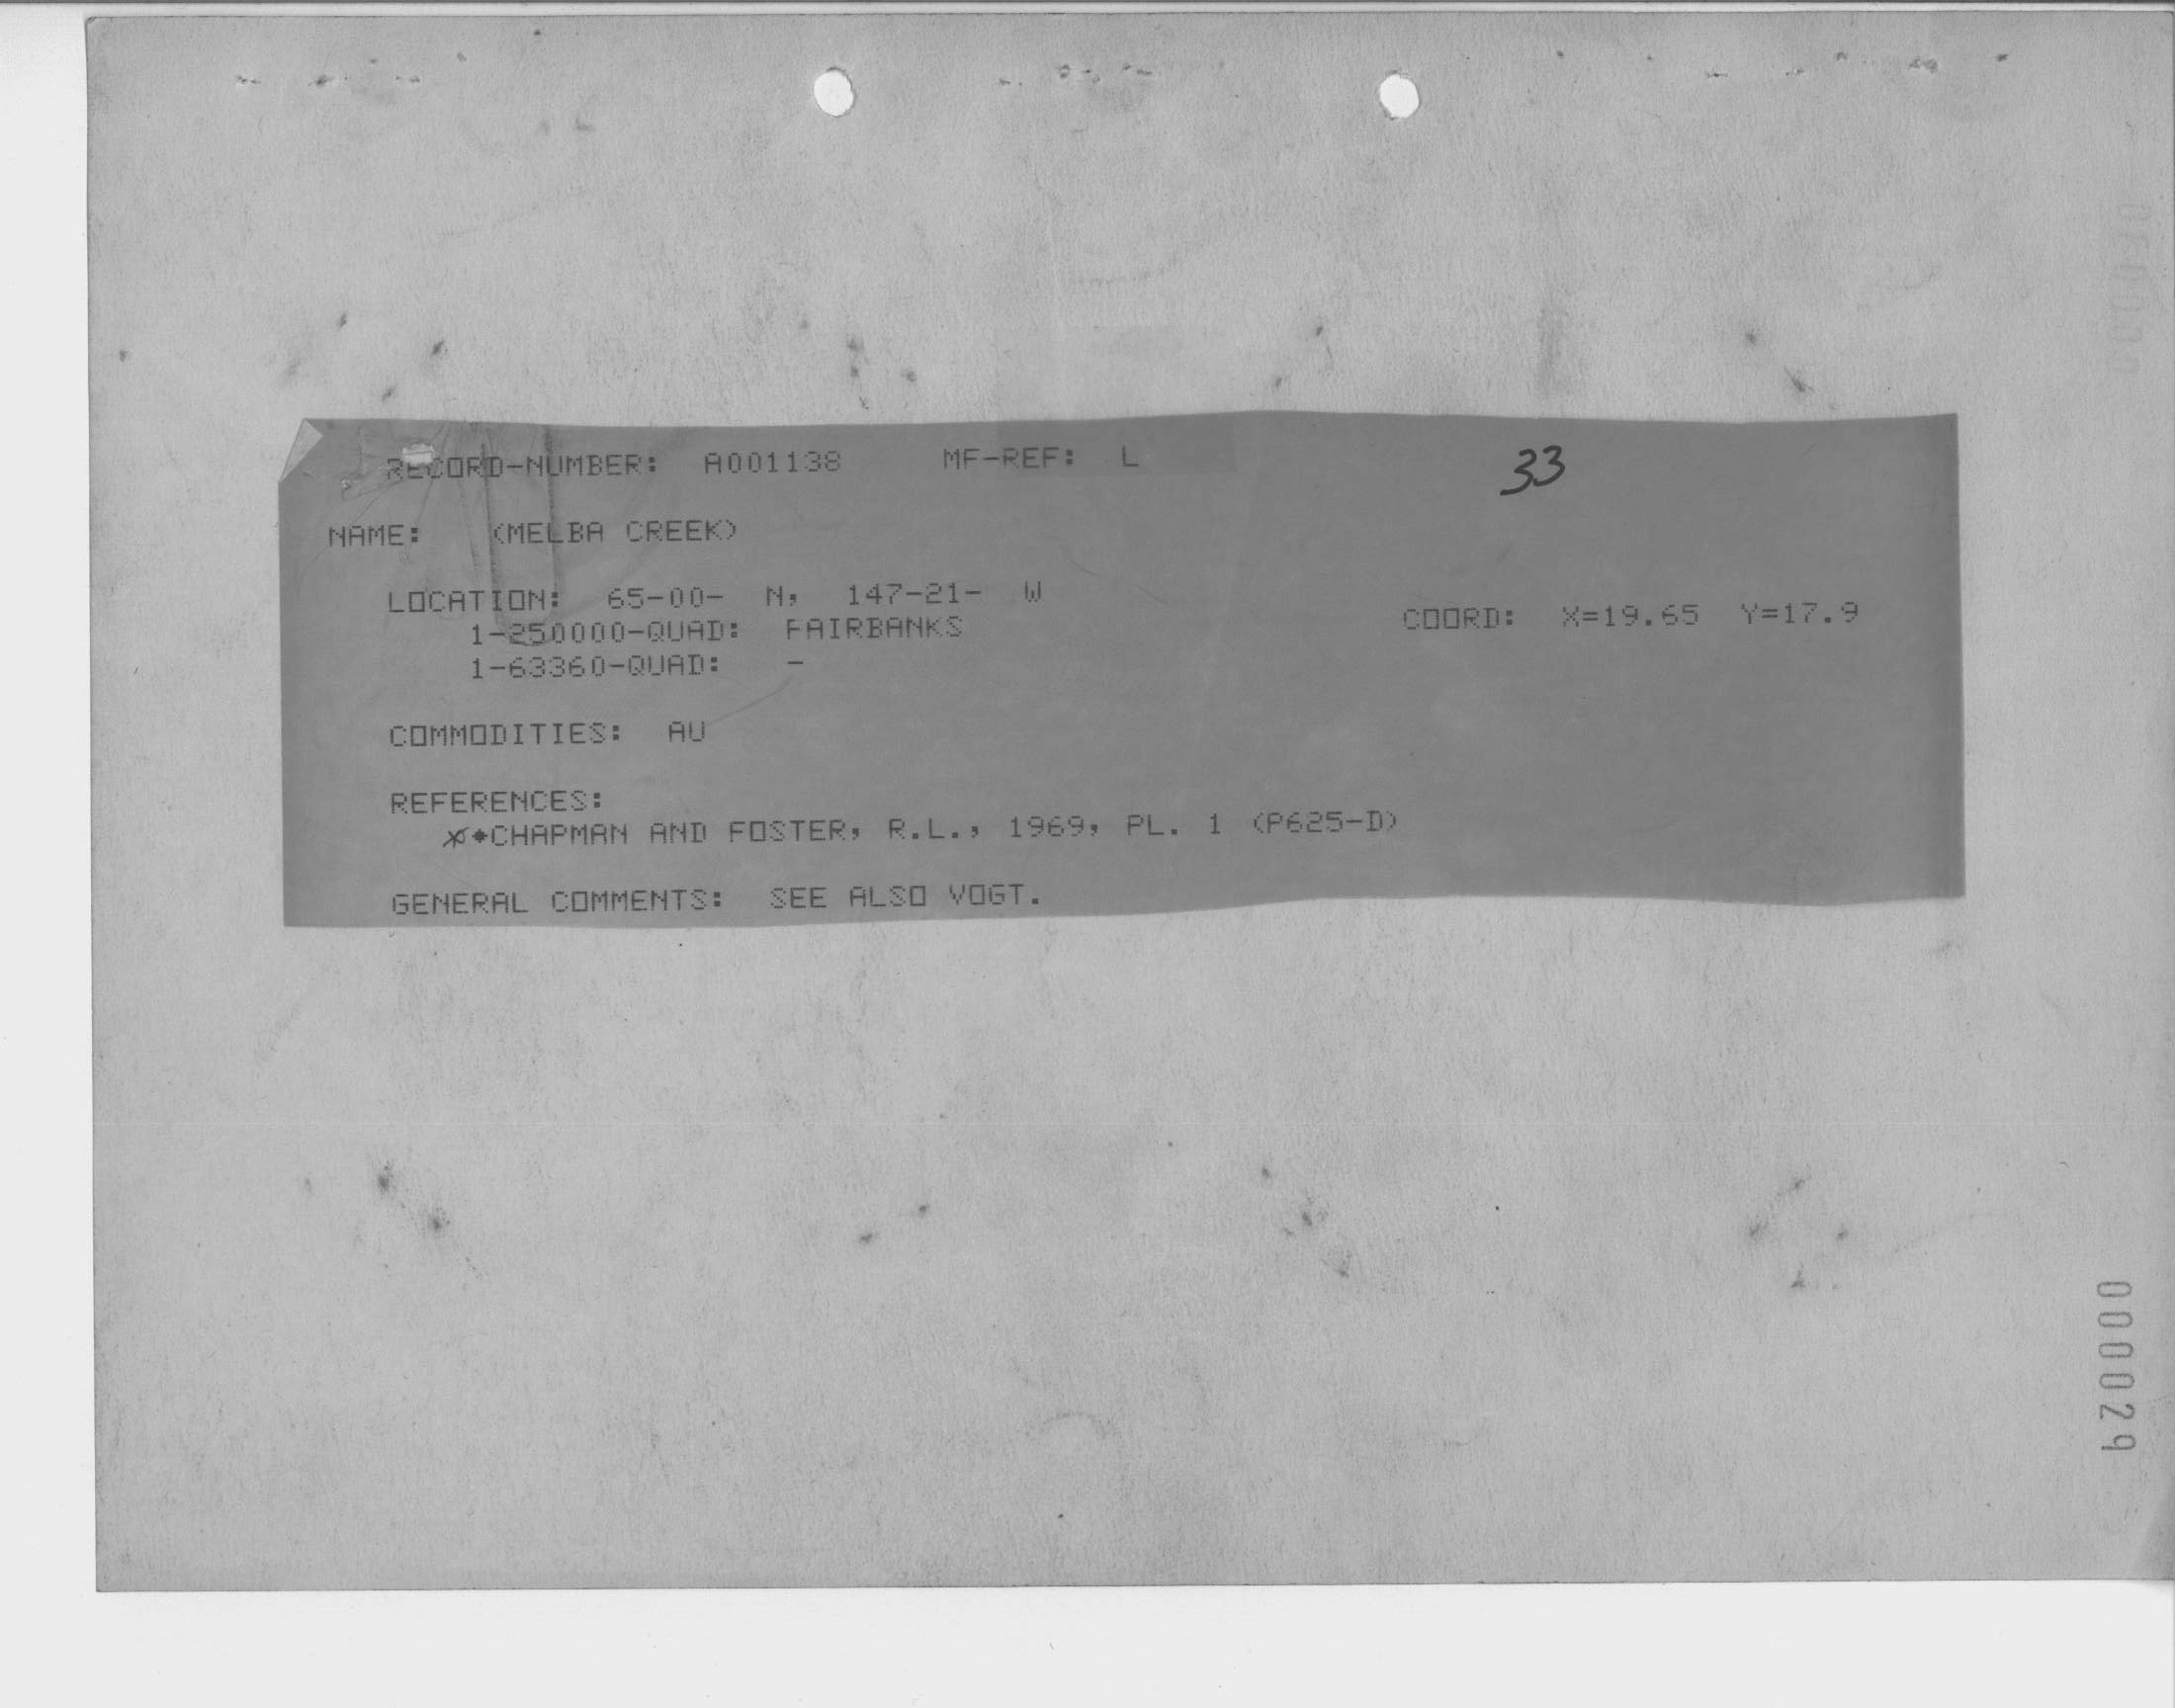 RECORD-NUMBER: A001138 MF-REF: L
33
NAME: (MELBA CREEK)
LOCATION: 65-00- N, 147-21- W
COORD: X=19.65 Y=17.9
1-250000-QUAD: FAIRBANKS
1-63360-QUAD: -
COMMODITIES: AU
REFERENCES:
**CHAPMAN AND FOSTER, R.L., 1969, PL. 1 (P625-D)
GENERAL COMMENTS: SEE ALSO VOGT.
000029